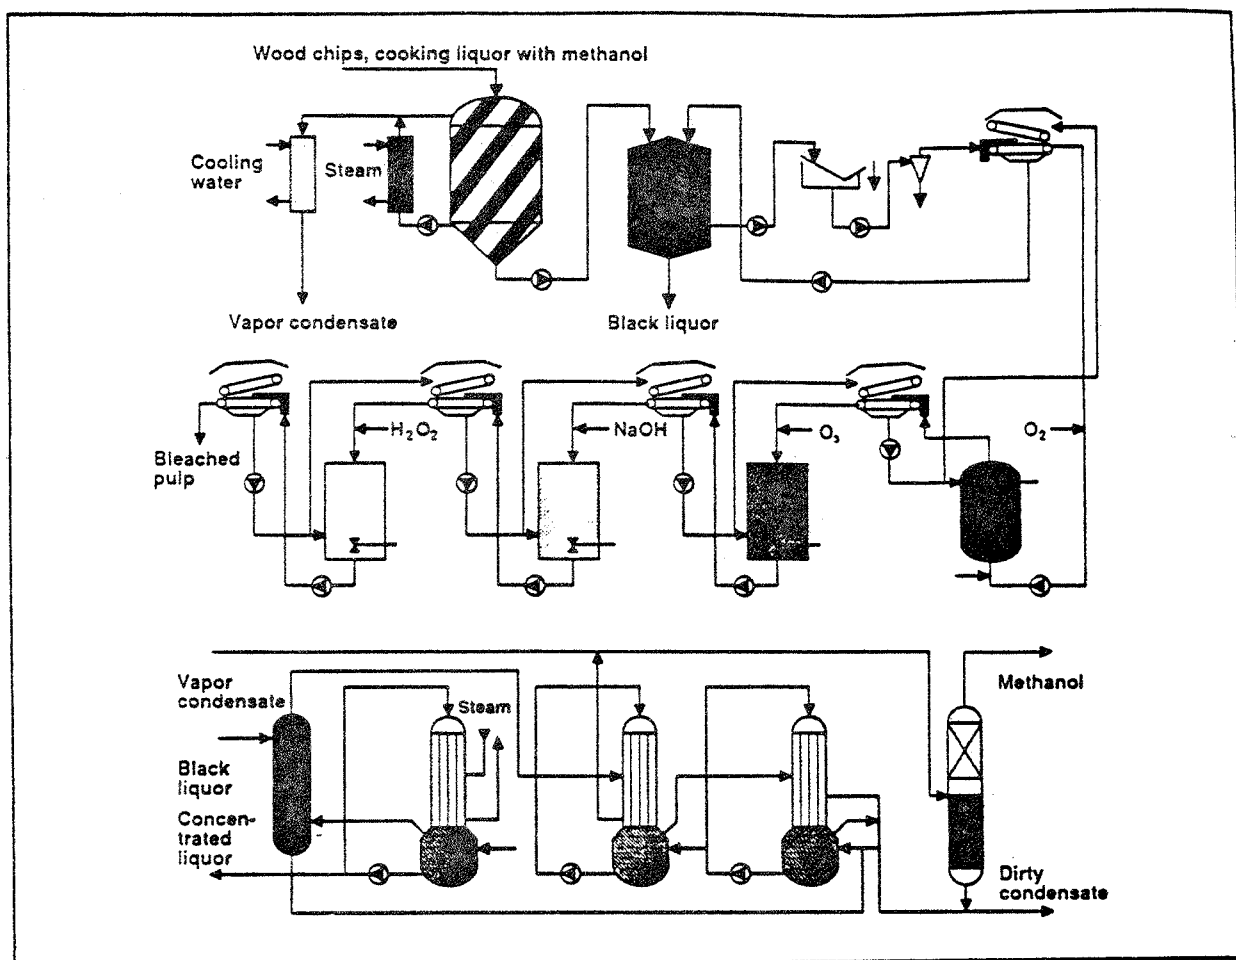 Wood chips, cooking liquor with methanol
Cooling
water
Steam
Vapor condensate
Black liquor
H₂O₂
NaOH
O₃
O₂
Bleached
pulp
Vapor
condensate
Steam
Methanol
Black
liquor
Concen-
trated
liquor
Dirty
condensate